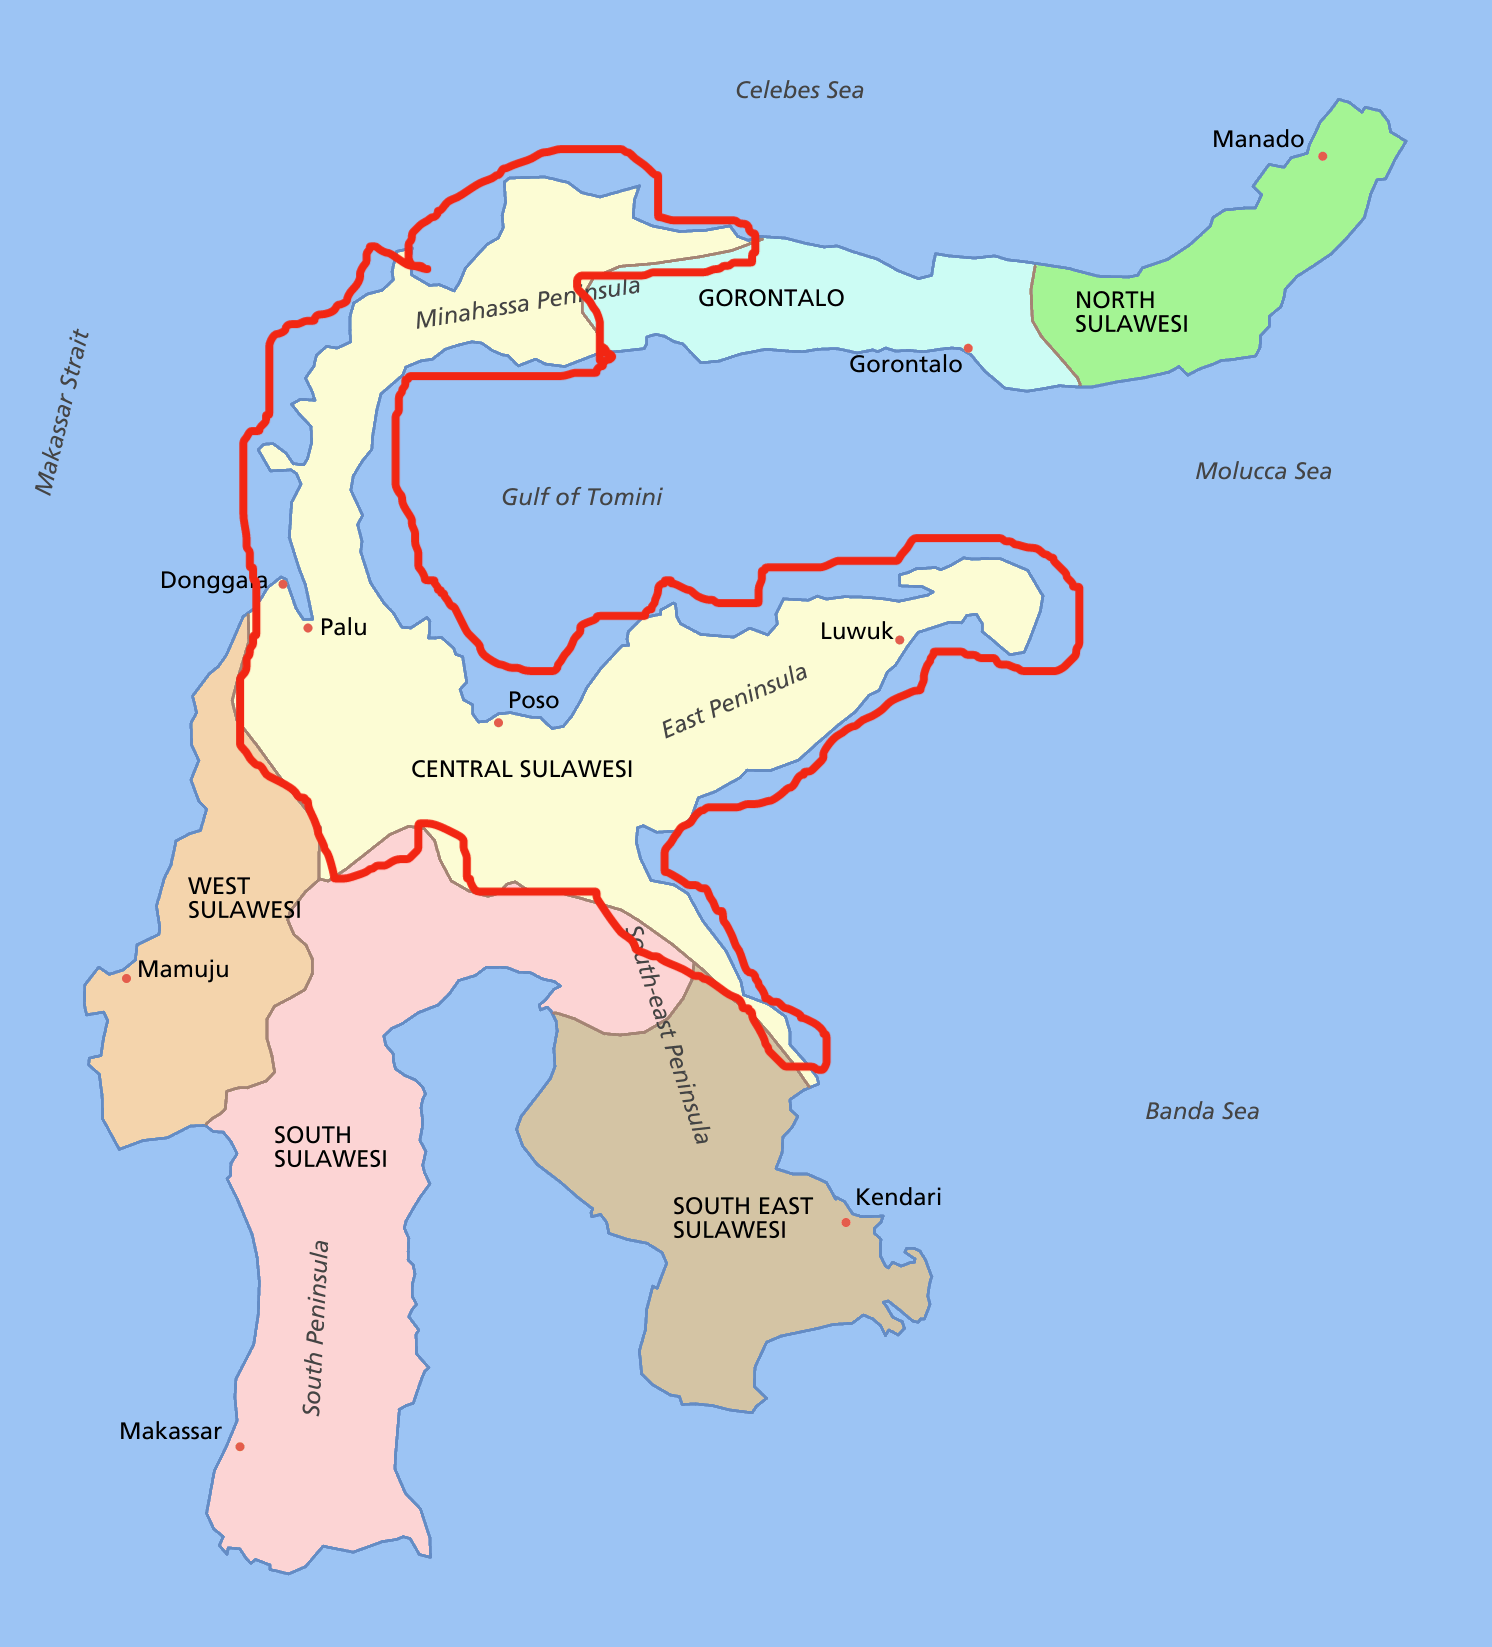 Celebes Sea
Manado
Minahassa Peninsula
GORONTALO
NORTH
SULAWESI
Gorontalo
Makassar Strait
Molucca Sea
Gulf of Tomini
Donggala
Palu
Luwuk
East Peninsula
Poso
CENTRAL SULAWESI
WEST
SULAWESI
Mamuju
South-east Peninsula
Banda Sea
SOUTH
SULAWESI
Kendari
SOUTH EAST
SULAWESI
South Peninsula
Makassar